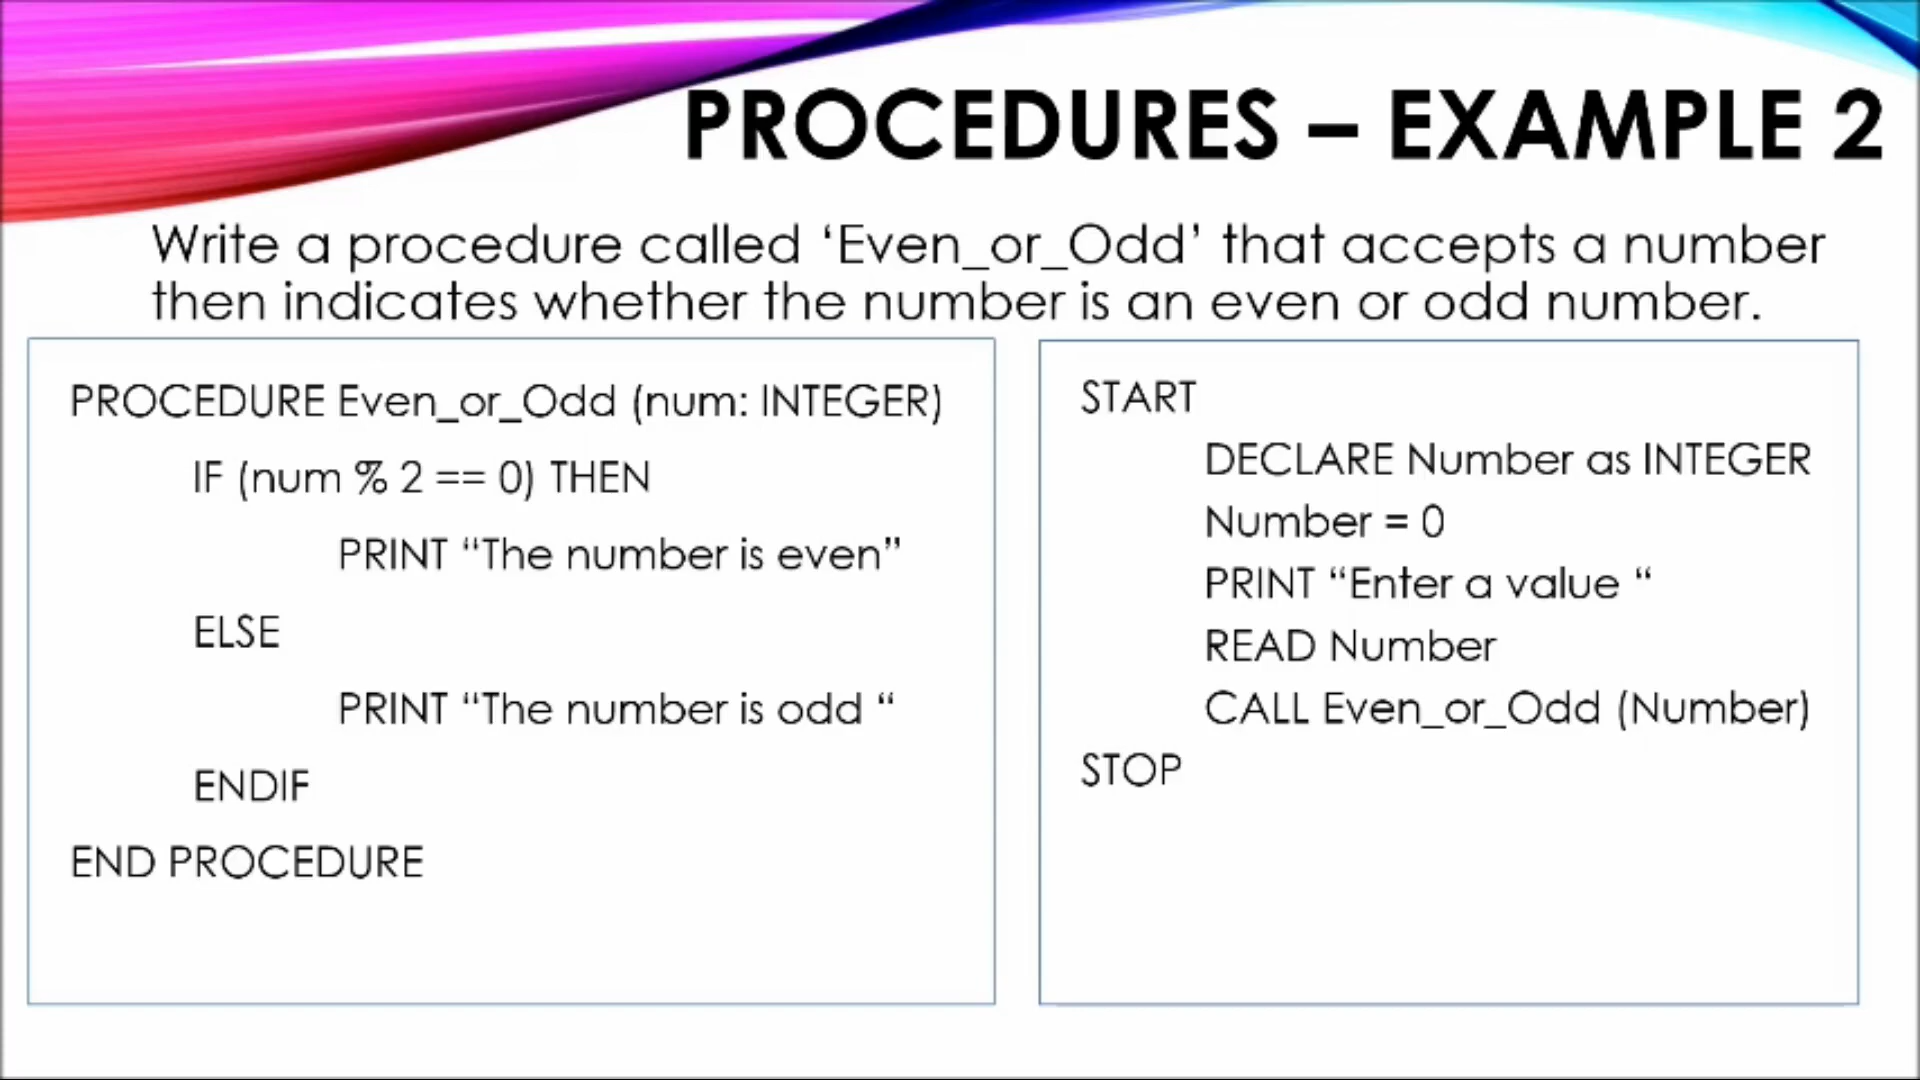 PROCEDURES – EXAMPLE 2
Write a procedure called ‘Even_or_Odd’ that accepts a number
then indicates whether the number is an even or odd number.
PROCEDURE Even_or_Odd (num: INTEGER)
IF (num % 2 == 0) THEN
PRINT “The number is even”
ELSE
PRINT “The number is odd “
ENDIF
END PROCEDURE
START
DECLARE Number as INTEGER
Number = 0
PRINT “Enter a value “
READ Number
CALL Even_or_Odd (Number)
STOP